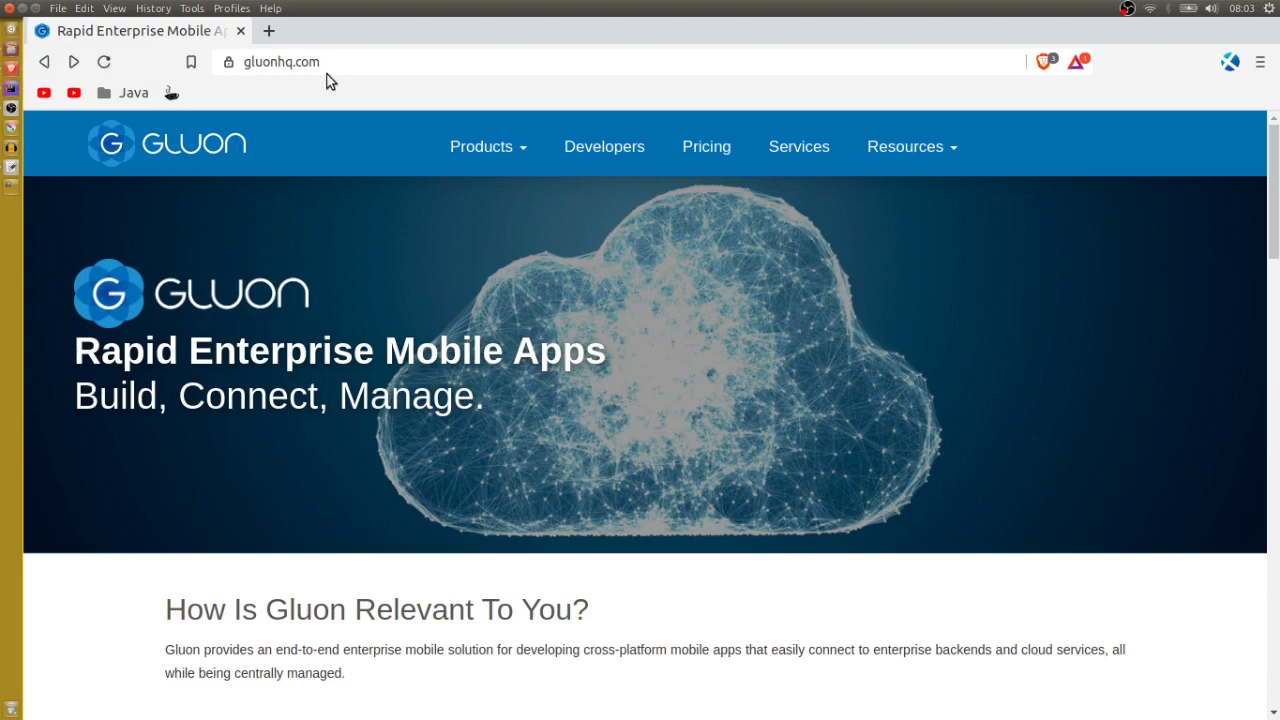 File Edit View History Tools Profiles Help
08:03
Rapid Enterprise Mobile Ap
gluonhq.com
3
1
Java
G GLUON
Products
Developers
Pricing
Services
Resources
G GLUON
Rapid Enterprise Mobile Apps
Build, Connect, Manage.
How Is Gluon Relevant To You?
Gluon provides an end-to-end enterprise mobile solution for developing cross-platform mobile apps that easily connect to enterprise backends and cloud services, all
while being centrally managed.